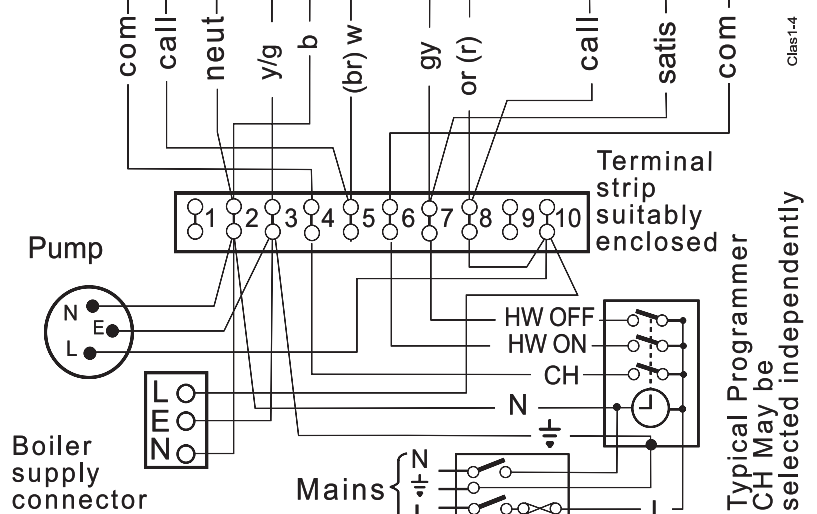 com
call
neut
y/g
b
(br) w
gy
or (r)
call
satis
com
Clas1-4
1 2 3 4 5 6 7 8 9 10
Terminal
strip
suitably
enclosed
Pump
N
E
L
HW OFF
HW ON
CH
N
L
E
N
Boiler
supply
connector
Mains
N
L
L
Typical Programmer
CH May be
selected independently